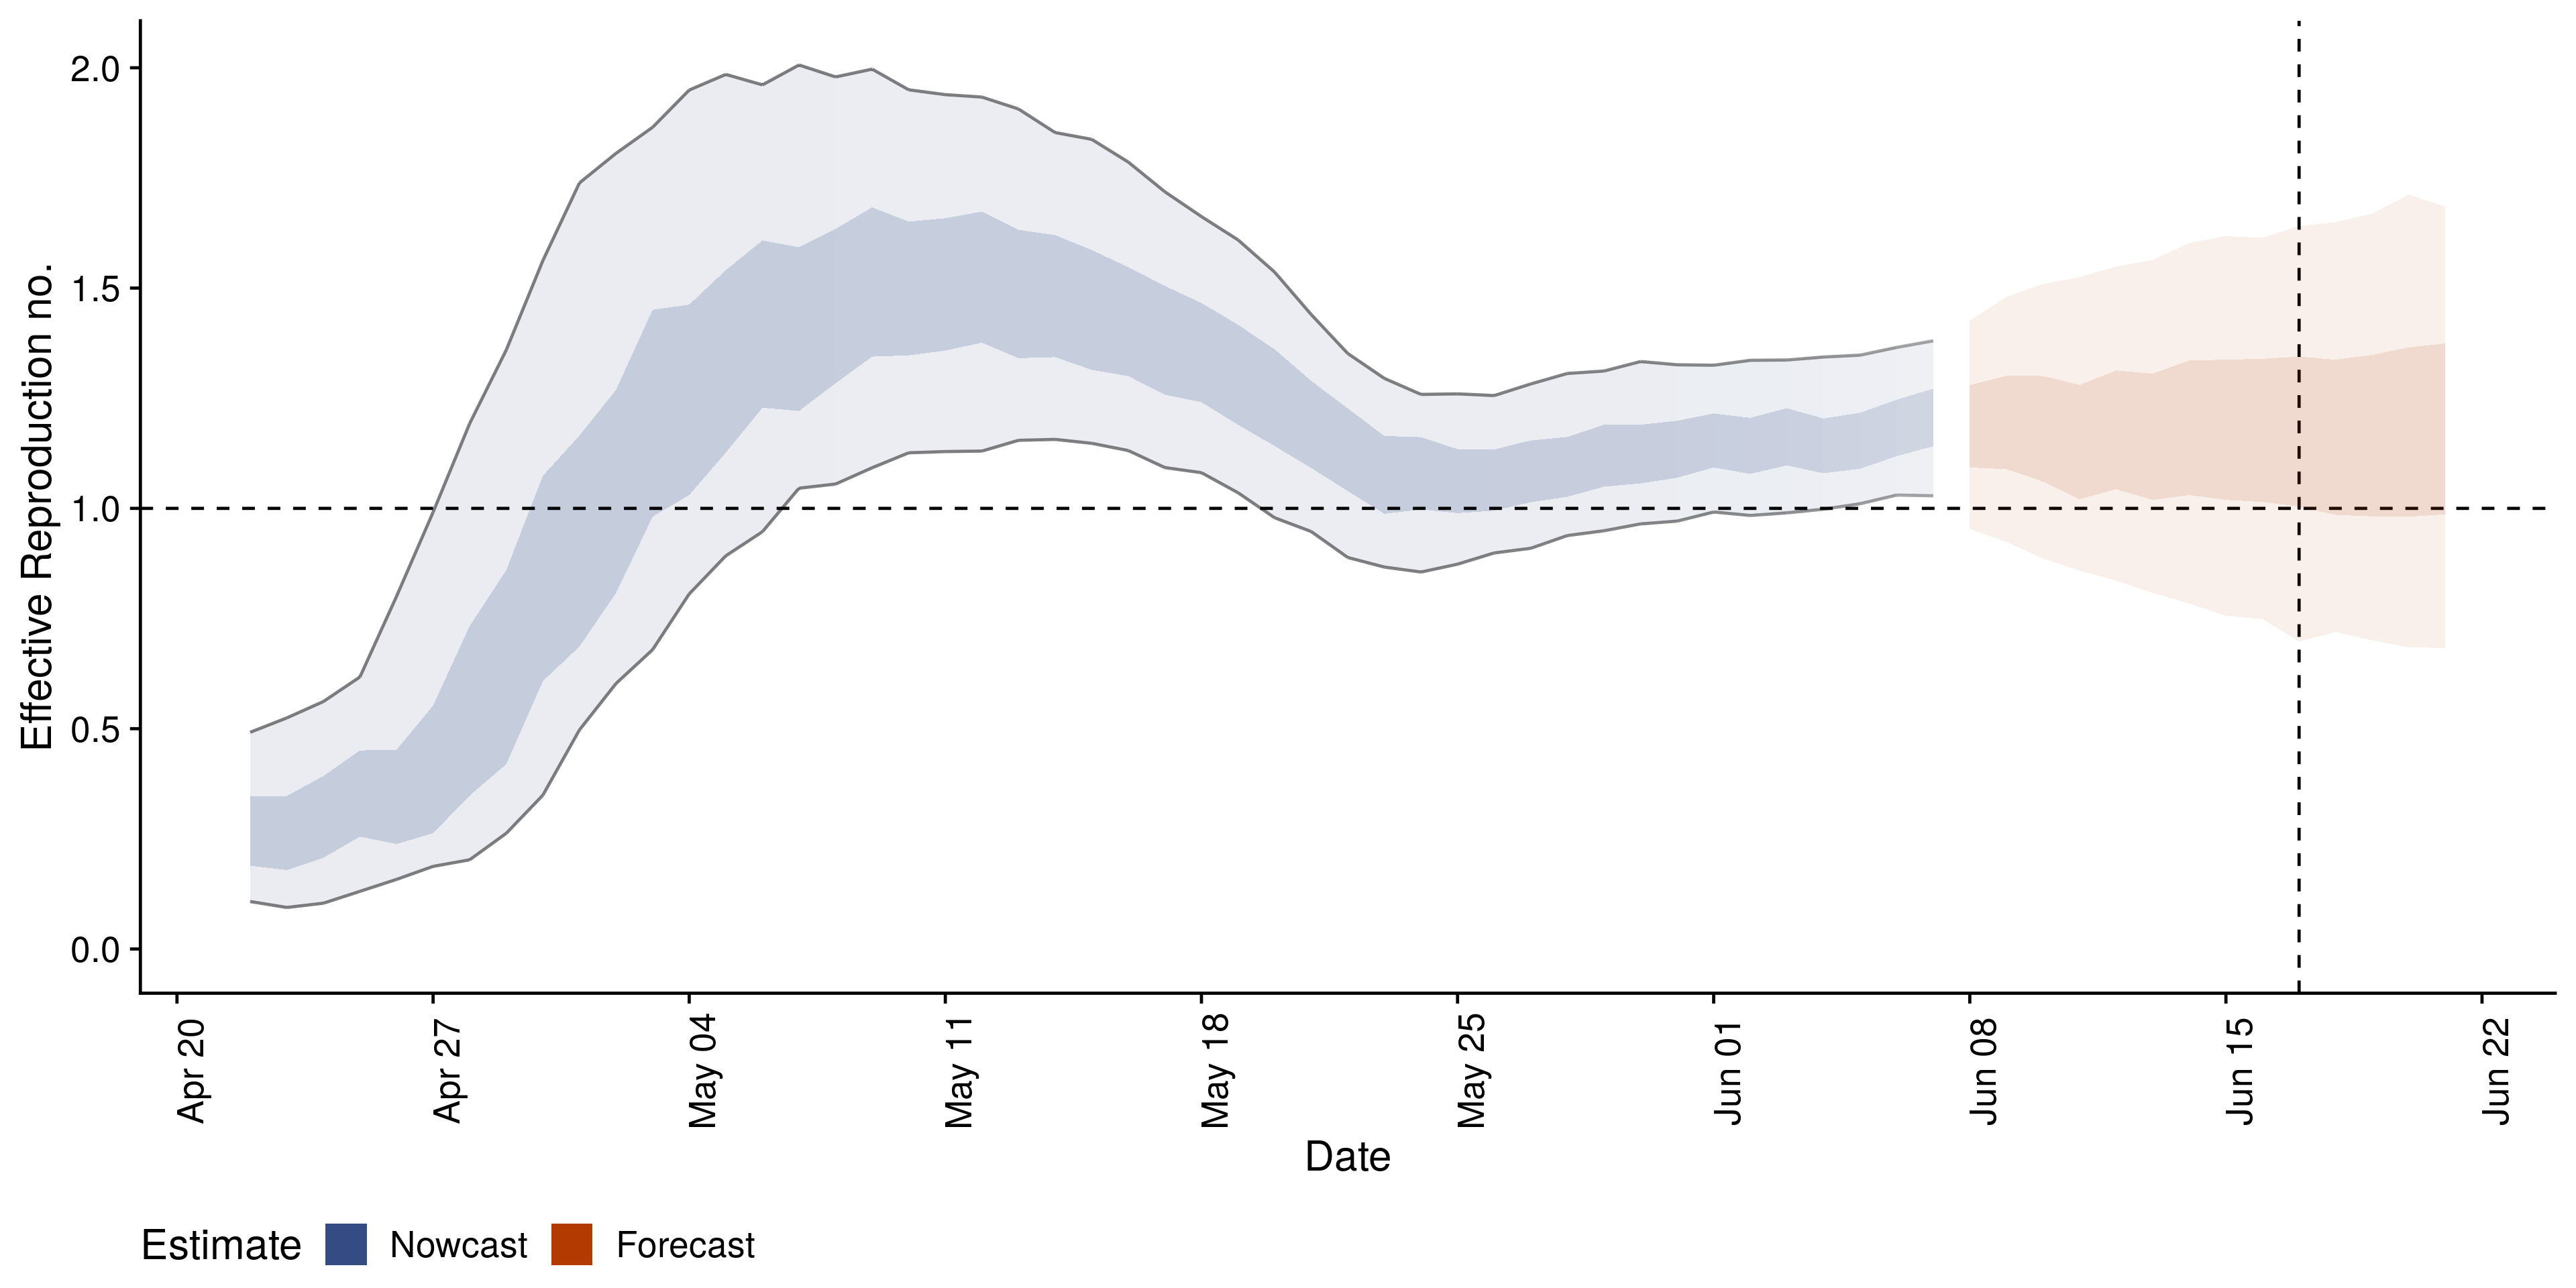 Effective Reproduction no.
2.0
1.5
1.0
0.5
0.0
Apr 20
Apr 27
May 04
May 11
May 18
May 25
Jun 01
Jun 08
Jun 15
Jun 22
Date
Estimate Nowcast Forecast